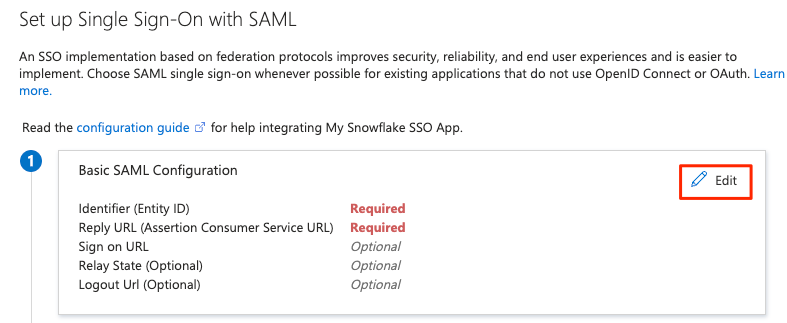 Set up Single Sign-On with SAML
An SSO implementation based on federation protocols improves security, reliability, and end user experiences and is easier to
implement. Choose SAML single sign-on whenever possible for existing applications that do not use OpenID Connect or OAuth. Learn
more.
Read the configuration guide for help integrating My Snowflake SSO App.
1
Basic SAML Configuration
Edit
Identifier (Entity ID) Required
Reply URL (Assertion Consumer Service URL) Required
Sign on URL Optional
Relay State (Optional) Optional
Logout Url (Optional) Optional